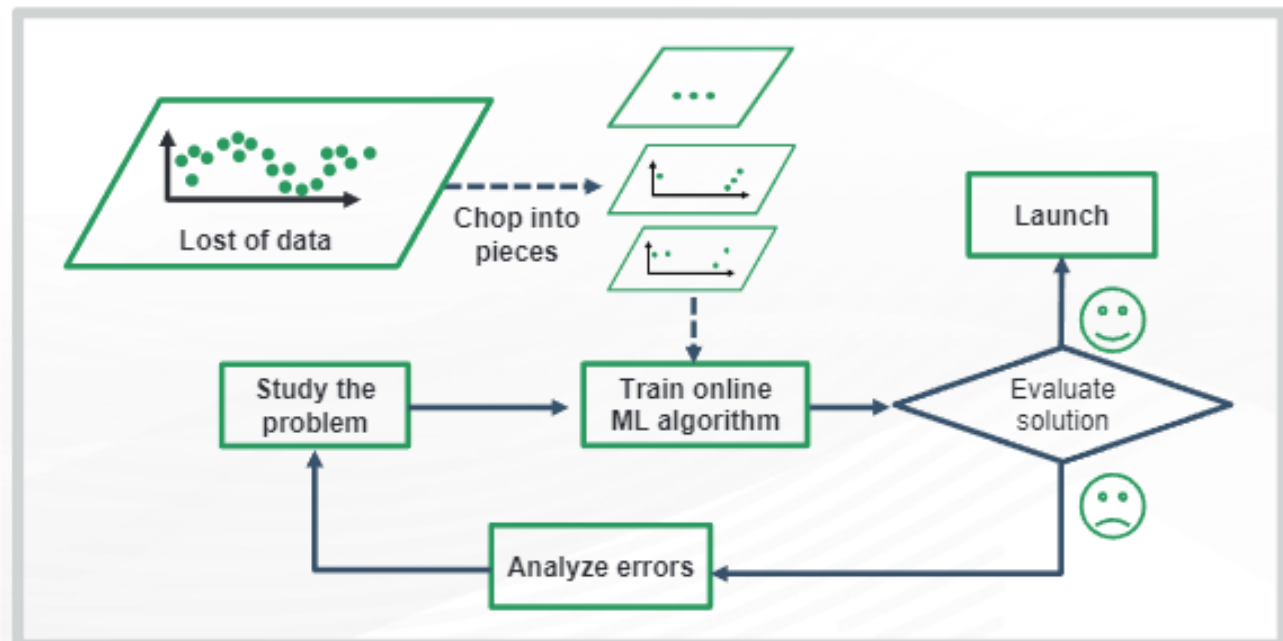 Lost of data
Chop into
pieces
Launch
Study the
problem
Train online
ML algorithm
Evaluate
solution
Analyze errors